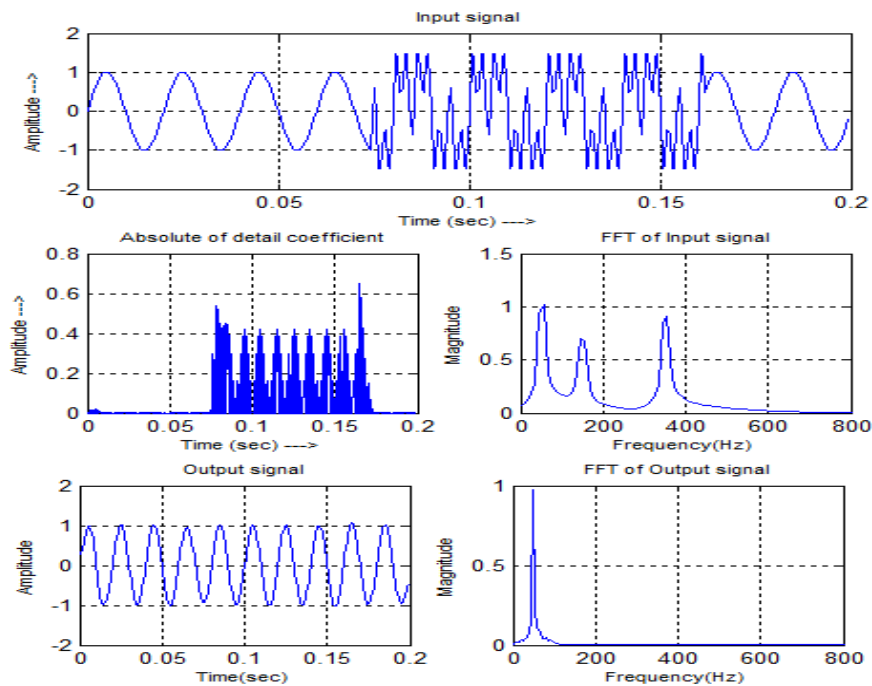 Input signal
2
1
0
-1
-2
Amplitude --->
0 0.05 0.1 0.15 0.2
Time (sec) --->
Absolute of detail coefficient
0.8
0.6
0.4
0.2
0
Amplitude -->
0 0.05 0.1 0.15 0.2
Time (sec) --->
FFT of Input signal
1.5
1
0.5
0
Magnitude
0 200 400 600 800
Frequency(Hz)
Output signal
2
1
0
-1
-2
Amplitude
0 0.05 0.1 0.15 0.2
Time(sec)
FFT of Output signal
1
0.5
0
Magnitude
0 200 400 600 800
Frequency(Hz)